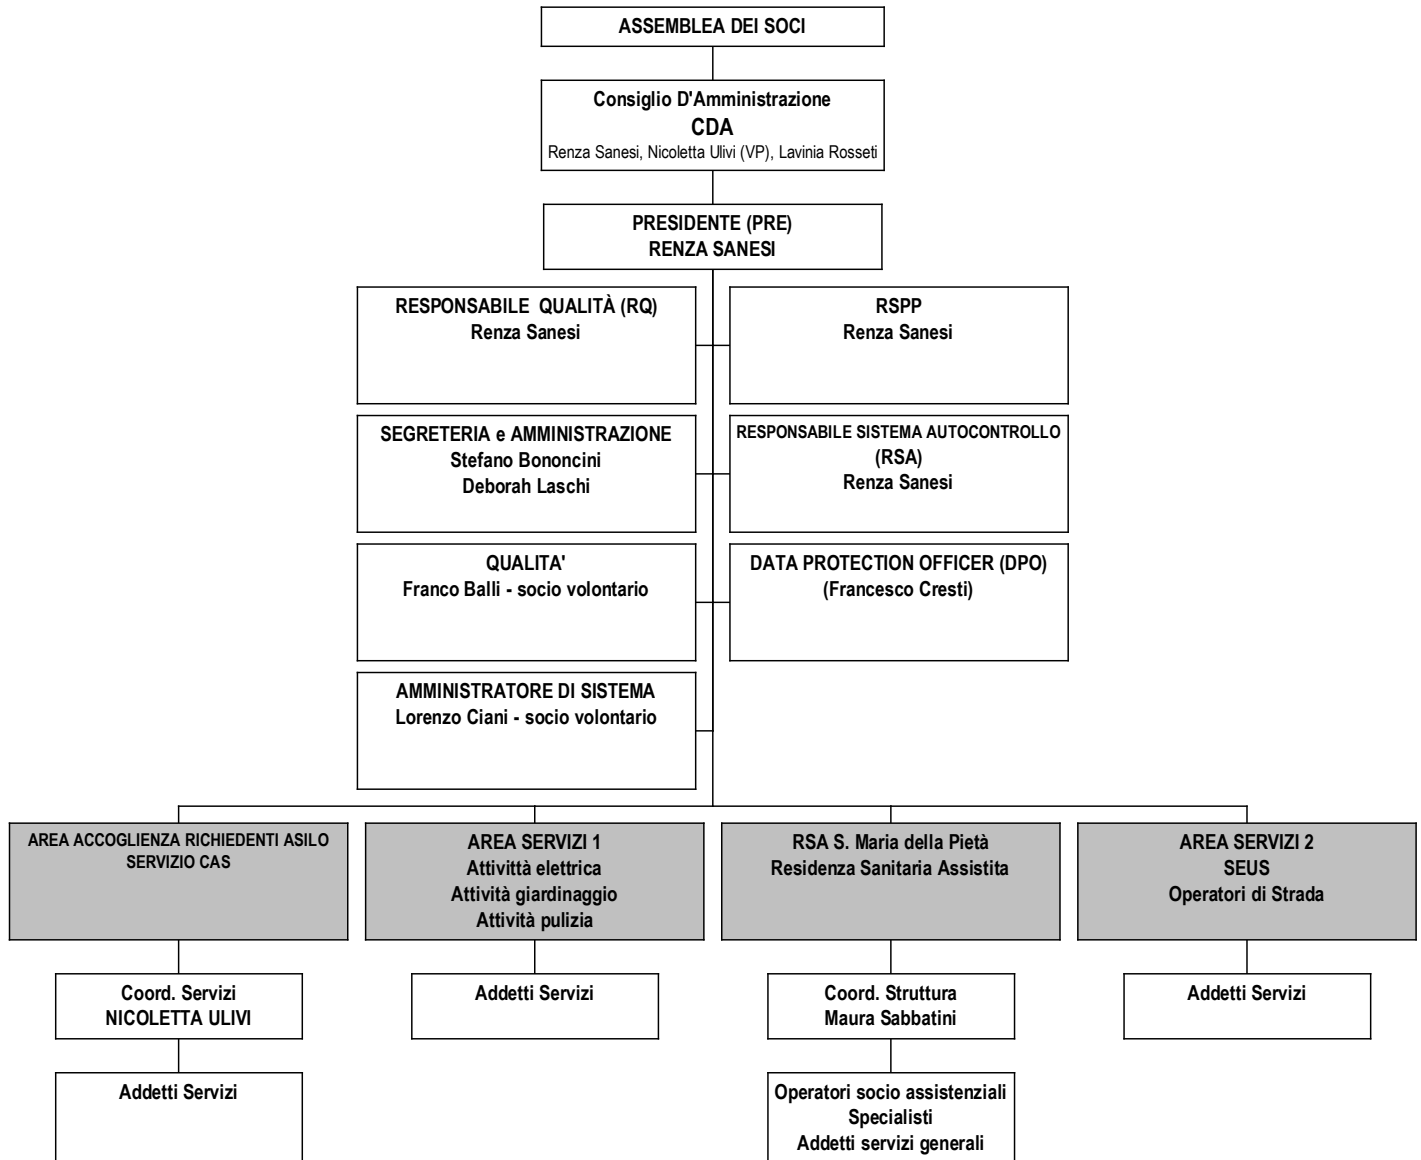 ASSEMBLEA DEI SOCI
Consiglio D'Amministrazione
CDA
Renza Sanesi, Nicoletta Ulivi (VP), Lavinia Rosseti
PRESIDENTE (PRE)
RENZA SANESI
RESPONSABILE QUALITÀ (RQ)
Renza Sanesi
RSPP
Renza Sanesi
SEGRETERIA e AMMINISTRAZIONE
Stefano Bononcini
Deborah Laschi
RESPONSABILE SISTEMA AUTOCONTROLLO
(RSA)
Renza Sanesi
QUALITA'
Franco Balli - socio volontario
DATA PROTECTION OFFICER (DPO)
(Francesco Cresti)
AMMINISTRATORE DI SISTEMA
Lorenzo Ciani - socio volontario
AREA ACCOGLIENZA RICHIEDENTI ASILO
SERVIZIO CAS
AREA SERVIZI 1
Attivittà elettrica
Attività giardinaggio
Attività pulizia
RSA S. Maria della Pietà
Residenza Sanitaria Assistita
AREA SERVIZI 2
SEUS
Operatori di Strada
Coord. Servizi
NICOLETTA ULIVI
Addetti Servizi
Coord. Struttura
Maura Sabbatini
Addetti Servizi
Addetti Servizi
Operatori socio assistenziali
Specialisti
Addetti servizi generali